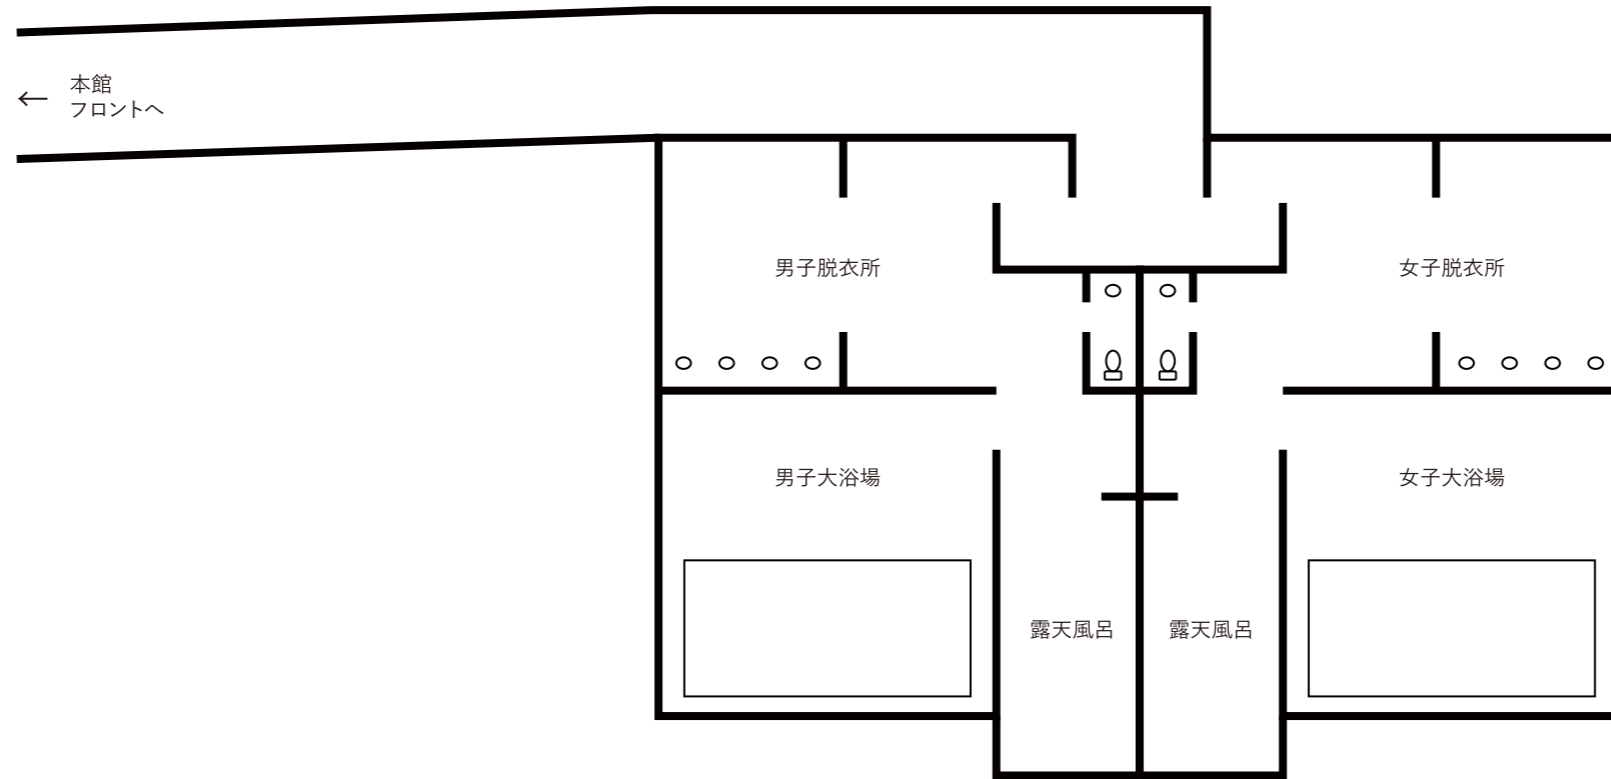 ← 本館
フロントへ
男子脱衣所
女子脱衣所
男子大浴場
女子大浴場
露天風呂
露天風呂